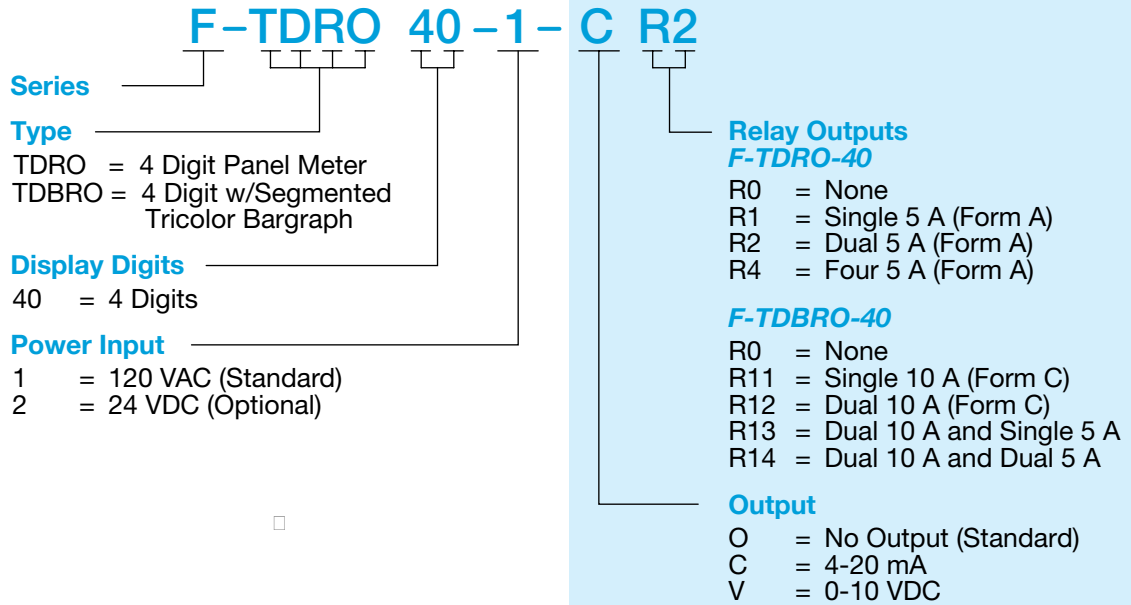 F-TDRO 40-1- C R2
Series
Type
TDRO = 4 Digit Panel Meter
TDBRO = 4 Digit w/Segmented
Tricolor Bargraph
Display Digits
40 = 4 Digits
Power Input
1 = 120 VAC (Standard)
2 = 24 VDC (Optional)
Relay Outputs
F-TDRO-40
R0 = None
R1 = Single 5 A (Form A)
R2 = Dual 5 A (Form A)
R4 = Four 5 A (Form A)
F-TDBRO-40
R0 = None
R11 = Single 10 A (Form C)
R12 = Dual 10 A (Form C)
R13 = Dual 10 A and Single 5 A
R14 = Dual 10 A and Dual 5 A
Output
O = No Output (Standard)
C = 4-20 mA
V = 0-10 VDC